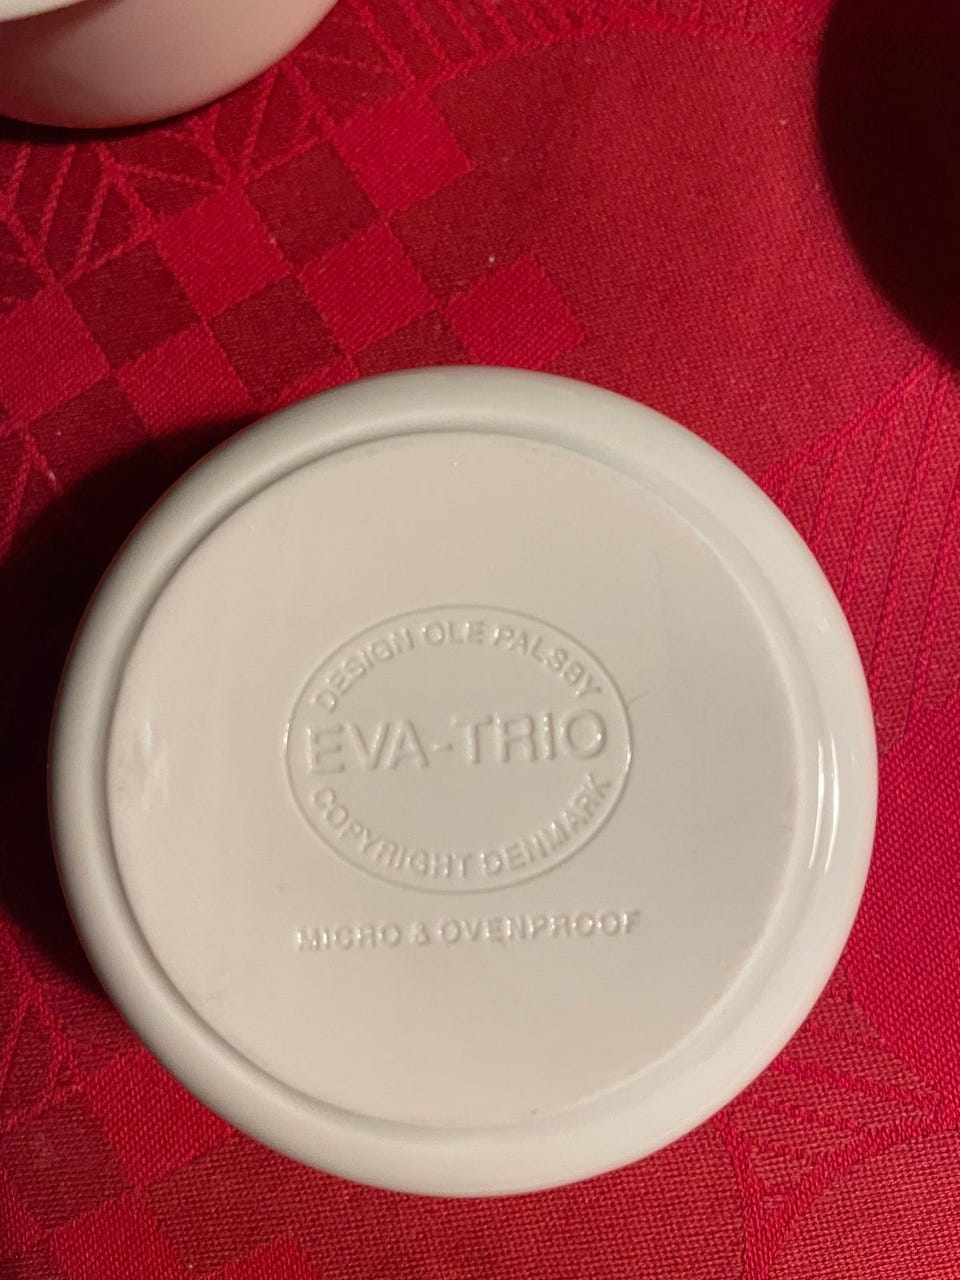 DESIGN OLE PALSBY
EVA-TRIO
COPYRIGHT DENMARK
MICRO & OVENPROOF